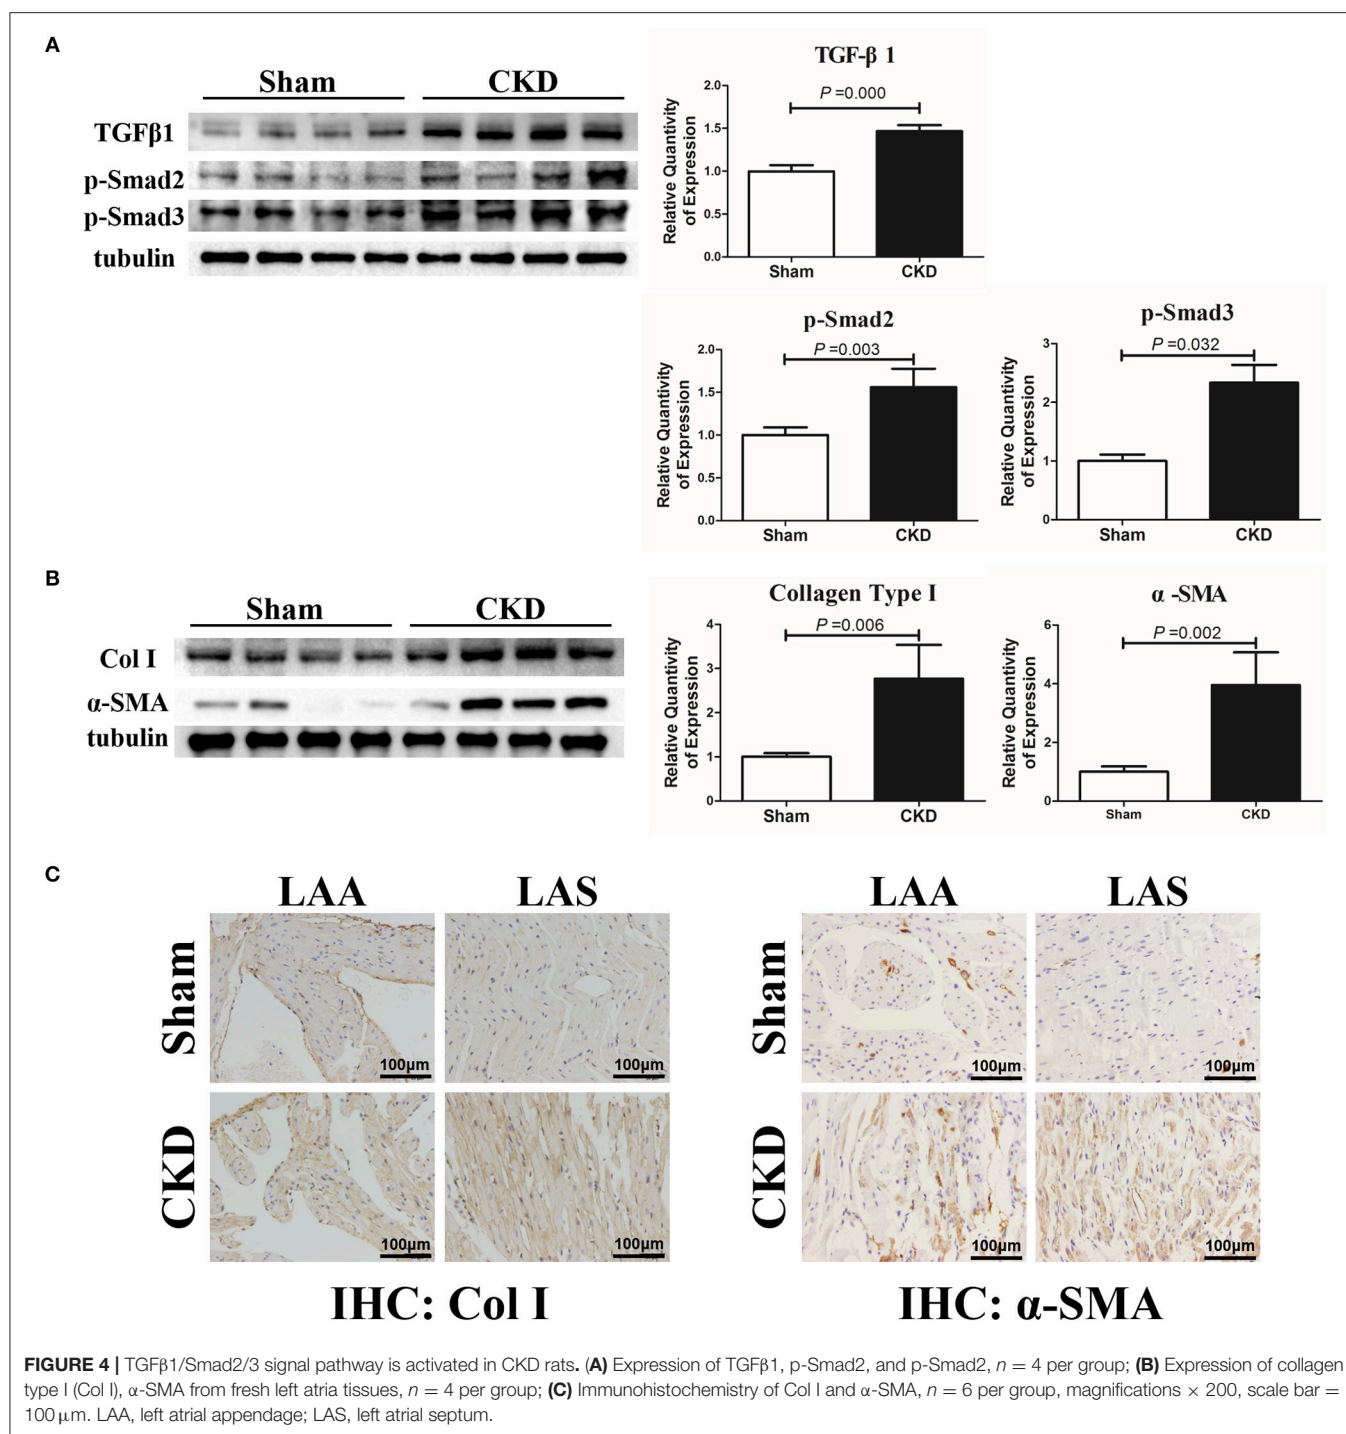 A
Sham CKD
TGFβ1
p-Smad2
p-Smad3
tubulin
TGF-β 1
P =0.000
Relative Quantivity
of Expression
2.0
1.5
1.0
0.5
0.0
Sham CKD
p-Smad2
P =0.003
Relative Quantivity
of Expression
2.0
1.5
1.0
0.5
0.0
Sham CKD
p-Smad3
P =0.032
Relative Quantivity
of Expression
3
2
1
0
Sham CKD
B
Sham CKD
Col I
α-SMA
tubulin
Collagen Type I
P =0.006
Relative Quantivity
of Expression
4
3
2
1
0
Sham CKD
α -SMA
P =0.002
Relative Quantivity
of Expression
6
4
2
0
Sham CKD
C
LAA LAS
Sham
100µm 100µm
CKD
100µm 100µm
IHC: Col I
LAA LAS
Sham
100µm 100µm
CKD
100µm 100µm
IHC: α-SMA
FIGURE 4 | TGFβ1/Smad2/3 signal pathway is activated in CKD rats. (A) Expression of TGFβ1, p-Smad2, and p-Smad2, n = 4 per group; (B) Expression of collagen
type I (Col I), α-SMA from fresh left atria tissues, n = 4 per group; (C) Immunohistochemistry of Col I and α-SMA, n = 6 per group, magnifications × 200, scale bar =
100 µm. LAA, left atrial appendage; LAS, left atrial septum.